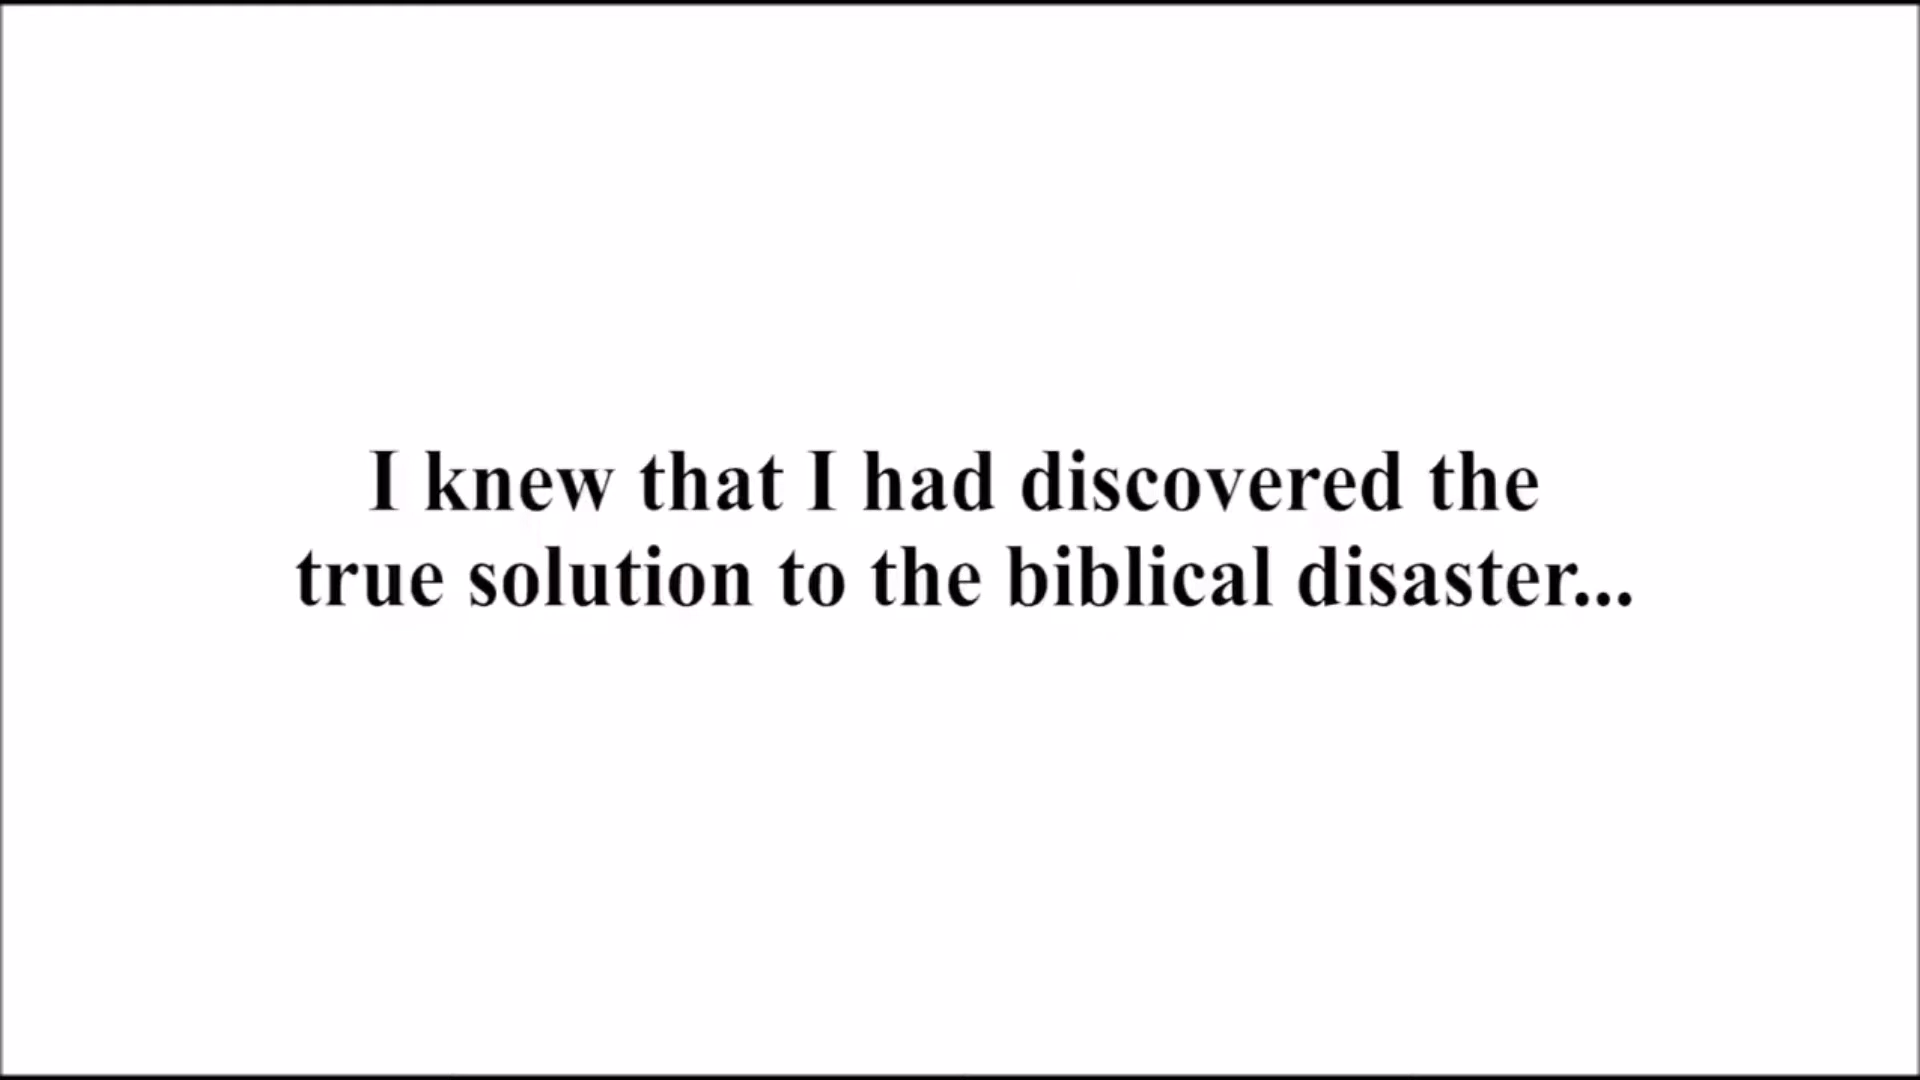 I knew that I had discovered the
true solution to the biblical disaster...